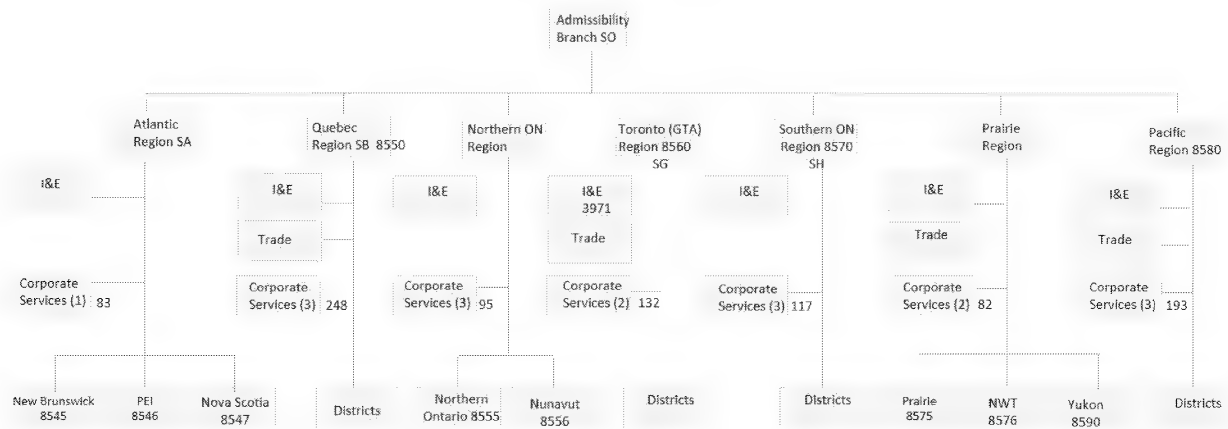 Admissibility
Branch SO
Atlantic
Region SA
Quebec
Region SB 8550
Northern ON
Region
Toronto (GTA)
Region 8560
SG
Southern ON
Region 8570
SH
Prairie
Region
Pacific
Region 8580
I&E
I&E
I&E
I&E
3971
I&E
I&E
I&E
Trade
Trade
Trade
Trade
Corporate
Services (1) 83
Corporate
Services (3) 248
Corporate
Services (3) 95
Corporate
Services (2) 132
Corporate
Services (3) 117
Corporate
Services (2) 82
Corporate
Services (3) 193
New Brunswick
8545
PEI
8546
Nova Scotia
8547
Districts
Northern
Ontario 8555
Nunavut
8556
Districts
Districts
Prairie
8575
NWT
8576
Yukon
8590
Districts